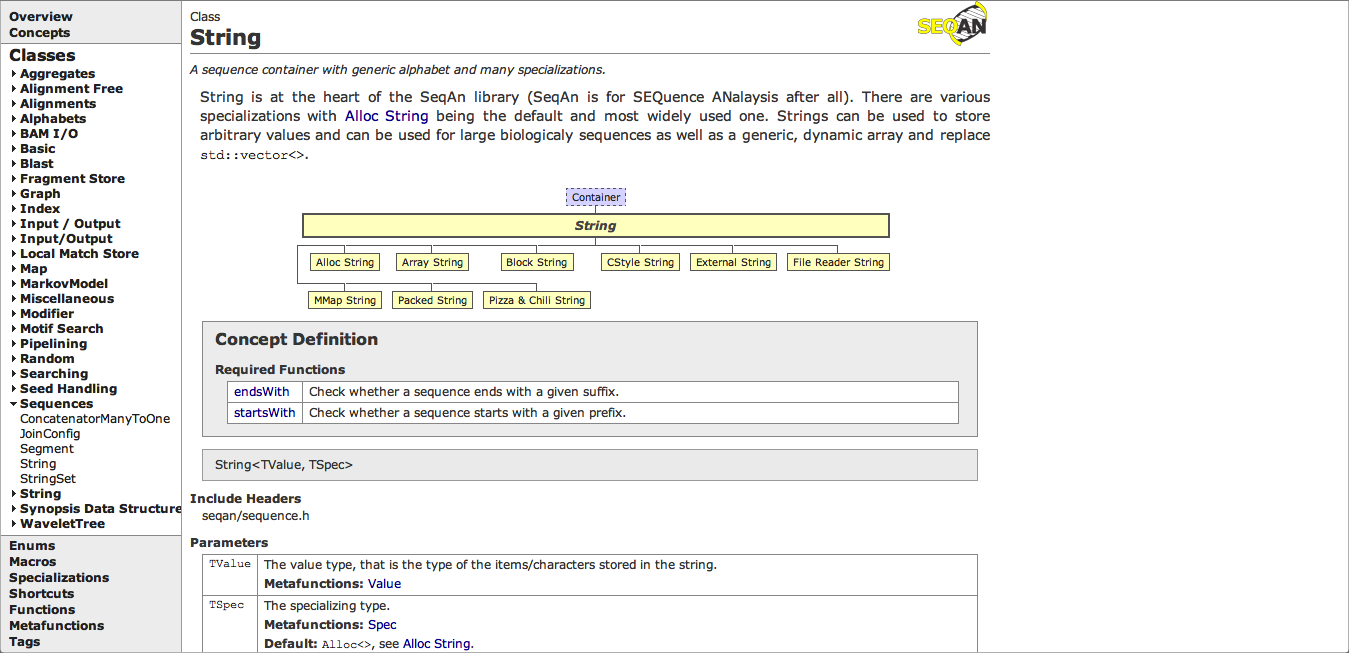 Overview
Concepts
Classes
Aggregates
Alignment Free
Alignments
Alphabets
BAM I/O
Basic
Blast
Fragment Store
Graph
Index
Input / Output
Input/Output
Local Match Store
Map
MarkovModel
Miscellaneous
Modifier
Motif Search
Pipelining
Random
Searching
Seed Handling
Sequences
ConcatenatorManyToOne
JoinConfig
Segment
String
StringSet
String
Synopsis Data Structure
WaveletTree
Enums
Macros
Specializations
Shortcuts
Functions
Metafunctions
Tags
Class
String
SEQAN
A sequence container with generic alphabet and many specializations.
String is at the heart of the SeqAn library (SeqAn is for SEQuence ANalaysis after all). There are various
specializations with Alloc String being the default and most widely used one. Strings can be used to store
arbitrary values and can be used for large biologicaly sequences as well as a generic, dynamic array and replace
std::vector<>.
Container
String
Alloc String Array String Block String CStyle String External String File Reader String
MMap String Packed String Pizza & Chili String
Concept Definition
Required Functions
endsWith Check whether a sequence ends with a given suffix.
startsWith Check whether a sequence starts with a given prefix.
String<TValue, TSpec>
Include Headers
seqan/sequence.h
Parameters
TValue The value type, that is the type of the items/characters stored in the string.
Metafunctions: Value
TSpec The specializing type.
Metafunctions: Spec
Default: Alloc<>, see Alloc String.